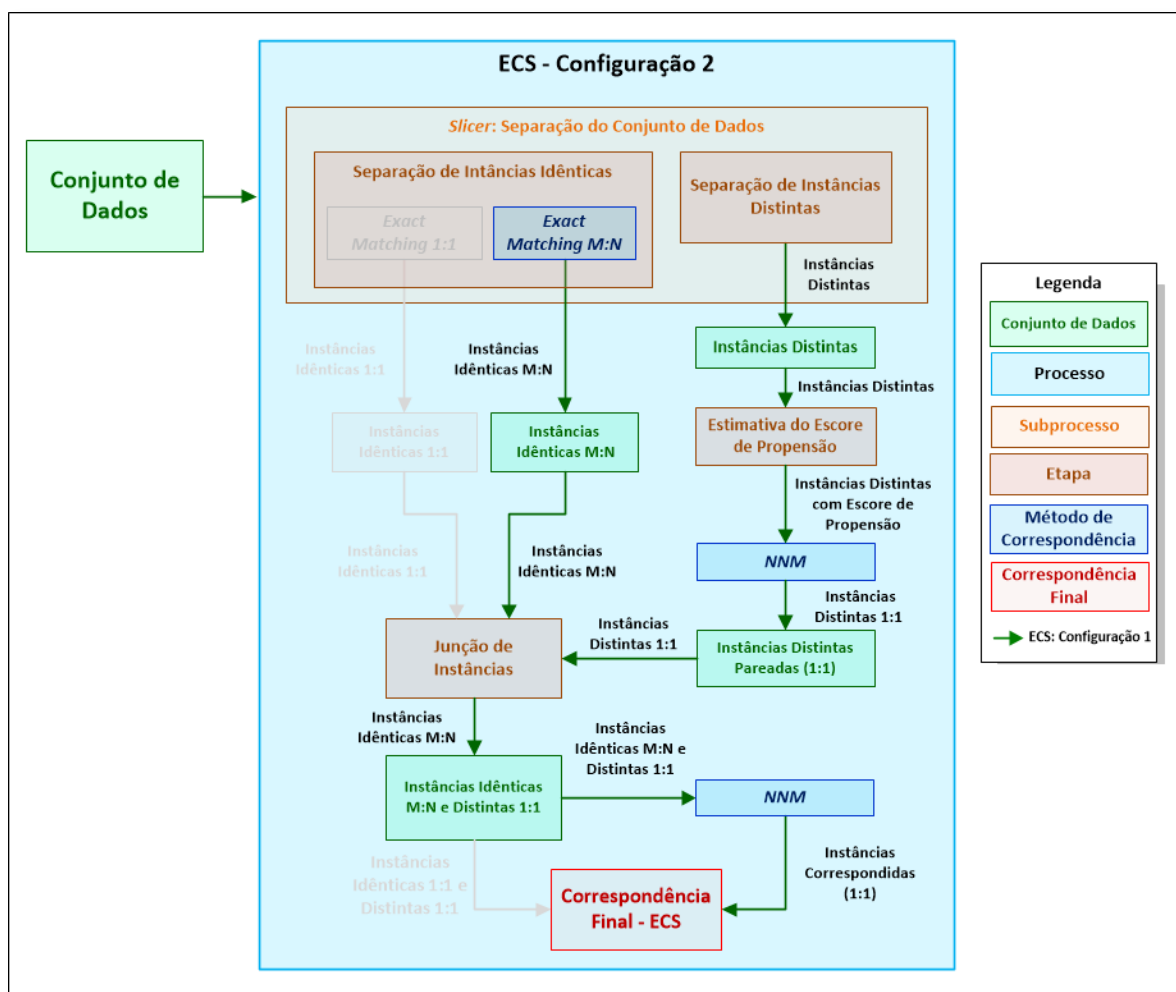 ECS - Configuração 2
Slicer: Separação do Conjunto de Dados
Conjunto de
Dados
Separação de Intâncias Idênticas
Exact
Matching 1:1
Exact
Matching M:N
Separação de Instâncias
Distintas
Instâncias
Distintas
Instâncias
Idênticas 1:1
Instâncias
Idênticas M:N
Instâncias Distintas
Instâncias Distintas
Instâncias
Idênticas 1:1
Instâncias
Idênticas M:N
Estimativa do Escore
de Propensão
Instâncias Distintas
com Escore de
Propensão
Instâncias
Idênticas 1:1
Instâncias
Idênticas M:N
NNM
Instâncias
Distintas 1:1
Junção de
Instâncias
Instâncias
Distintas 1:1
Instâncias Distintas
Pareadas (1:1)
Instâncias
Idênticas M:N
Instâncias
Idênticas M:N e
Distintas 1:1
Instâncias Idênticas
M:N e Distintas 1:1
NNM
Instâncias
Idênticas 1:1 e
Distintas 1:1
Instâncias
Correspondidas
(1:1)
Correspondência
Final - ECS
Legenda
Conjunto de Dados
Processo
Subprocesso
Etapa
Método de
Correspondência
Correspondência
Final
ECS: Configuração 1